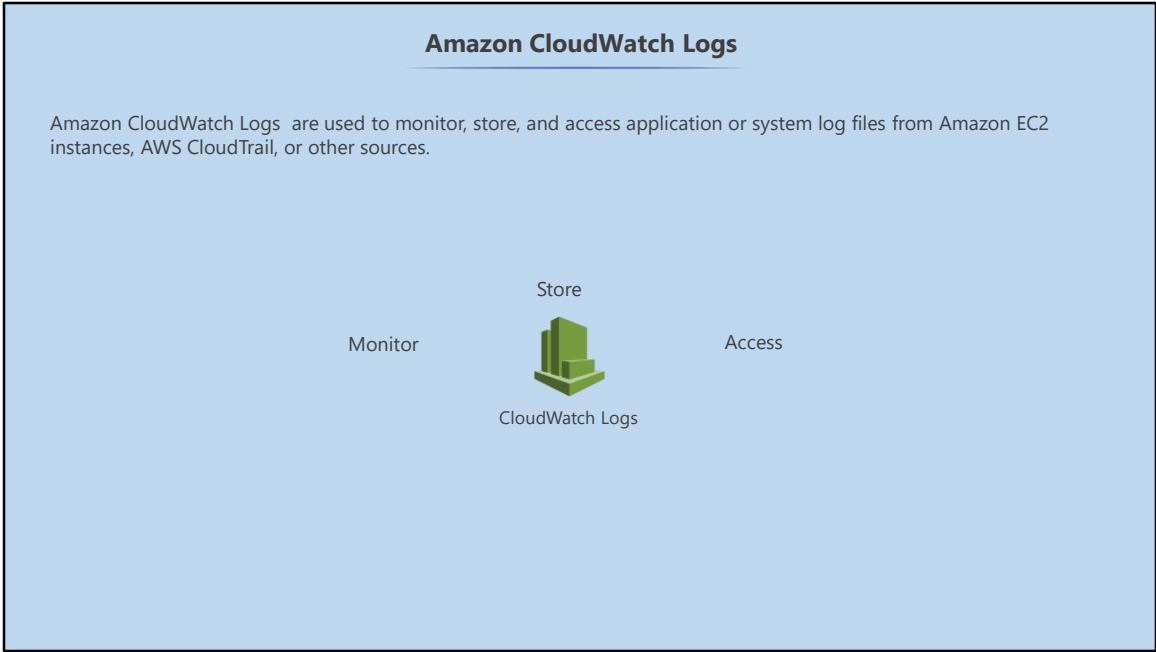 Amazon CloudWatch Logs
Amazon CloudWatch Logs  are used to monitor, store, and access application or system log files from Amazon EC2
instances, AWS CloudTrail, or other sources.
Store
Monitor
Access
CloudWatch Logs